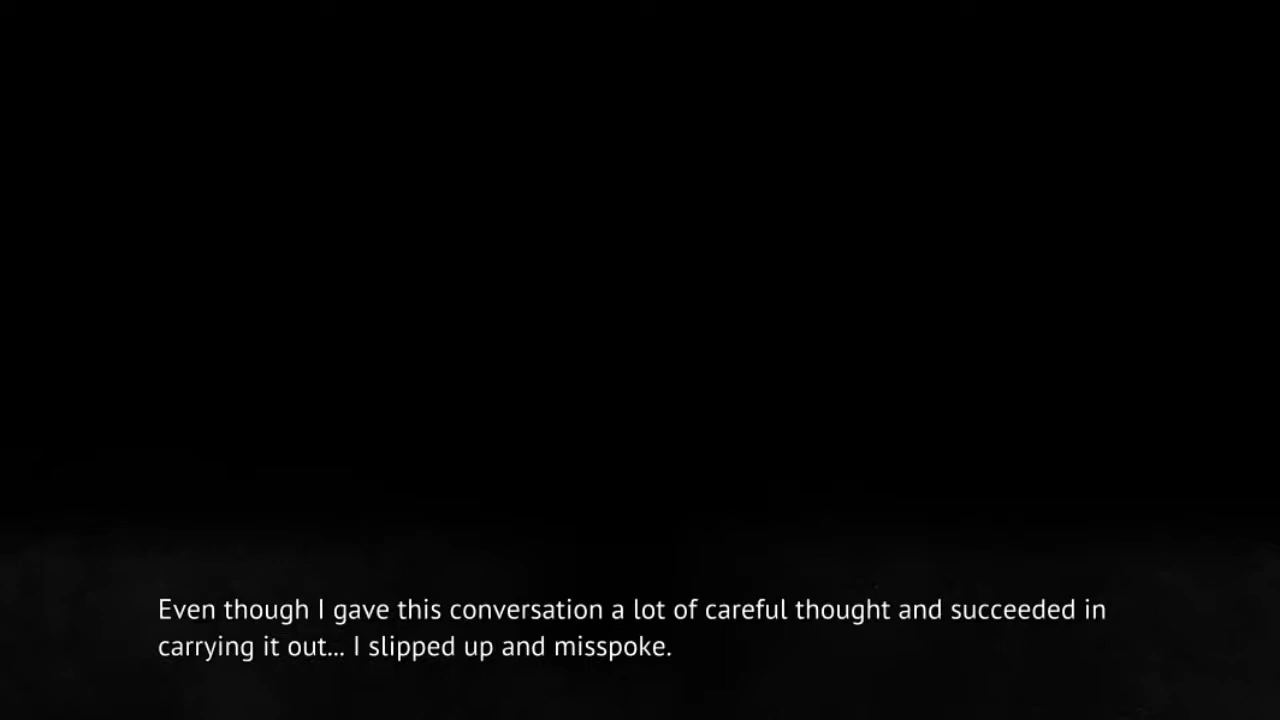 Even though I gave this conversation a lot of careful thought and succeeded in
carrying it out... I slipped up and misspoke.